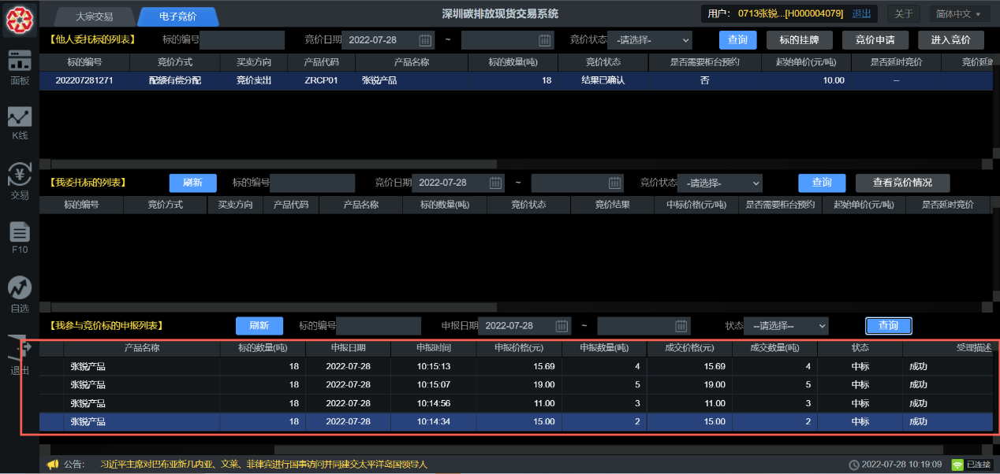 大宗交易 电子竞价 深圳碳排放现货交易系统 用户： 0713张锐...[H000004079] 退出 关于 简体中文
【他人委托标的列表】 标的编号 竞价日期 2022-07-28 ~ 竞价状态 -请选择- 查询 标的挂牌 竞价申请 进入竞价
标的编号 竞价方式 买卖方向 产品代码 产品名称 标的数量(吨) 竞价状态 是否需要柜台预约 起始单价(元/吨) 是否延时竞价 竞价延时
202207281271 配额有偿分配 竞价卖出 ZRCP01 张锐产品 18 结果已确认 否 10.00 --
面板
K线
交易
F10
自选
退出
【我委托标的列表】 刷新 标的编号 竞价日期 2022-07-28 ~ 竞价状态 -请选择- 查询 查看竞价情况
标的编号 竞价方式 买卖方向 产品代码 产品名称 标的数量(吨) 竞价状态 竞价结果 中标价格(元/吨) 是否需要柜台预约 起始单价(元/吨) 是否延时竞价
【我参与竞价标的申报列表】 刷新 标的编号 申报日期 2022-07-28 ~ 状态 --请选择-- 查询
产品名称 标的数量(吨) 申报日期 申报时间 申报价格(元) 申报数量(吨) 成交价格(元) 成交数量(吨) 状态 受理描述
张锐产品 18 2022-07-28 10:15:13 15.69 4 15.69 4 中标 成功
张锐产品 18 2022-07-28 10:15:07 19.00 5 19.00 5 中标 成功
张锐产品 18 2022-07-28 10:14:56 11.00 3 11.00 3 中标 成功
张锐产品 18 2022-07-28 10:14:34 15.00 2 15.00 2 中标 成功
公告： 习近平主席对巴布亚新几内亚、文莱、菲律宾进行国事访问并同建交太平洋岛国领导人 2022-07-28 10:19:09 已连接